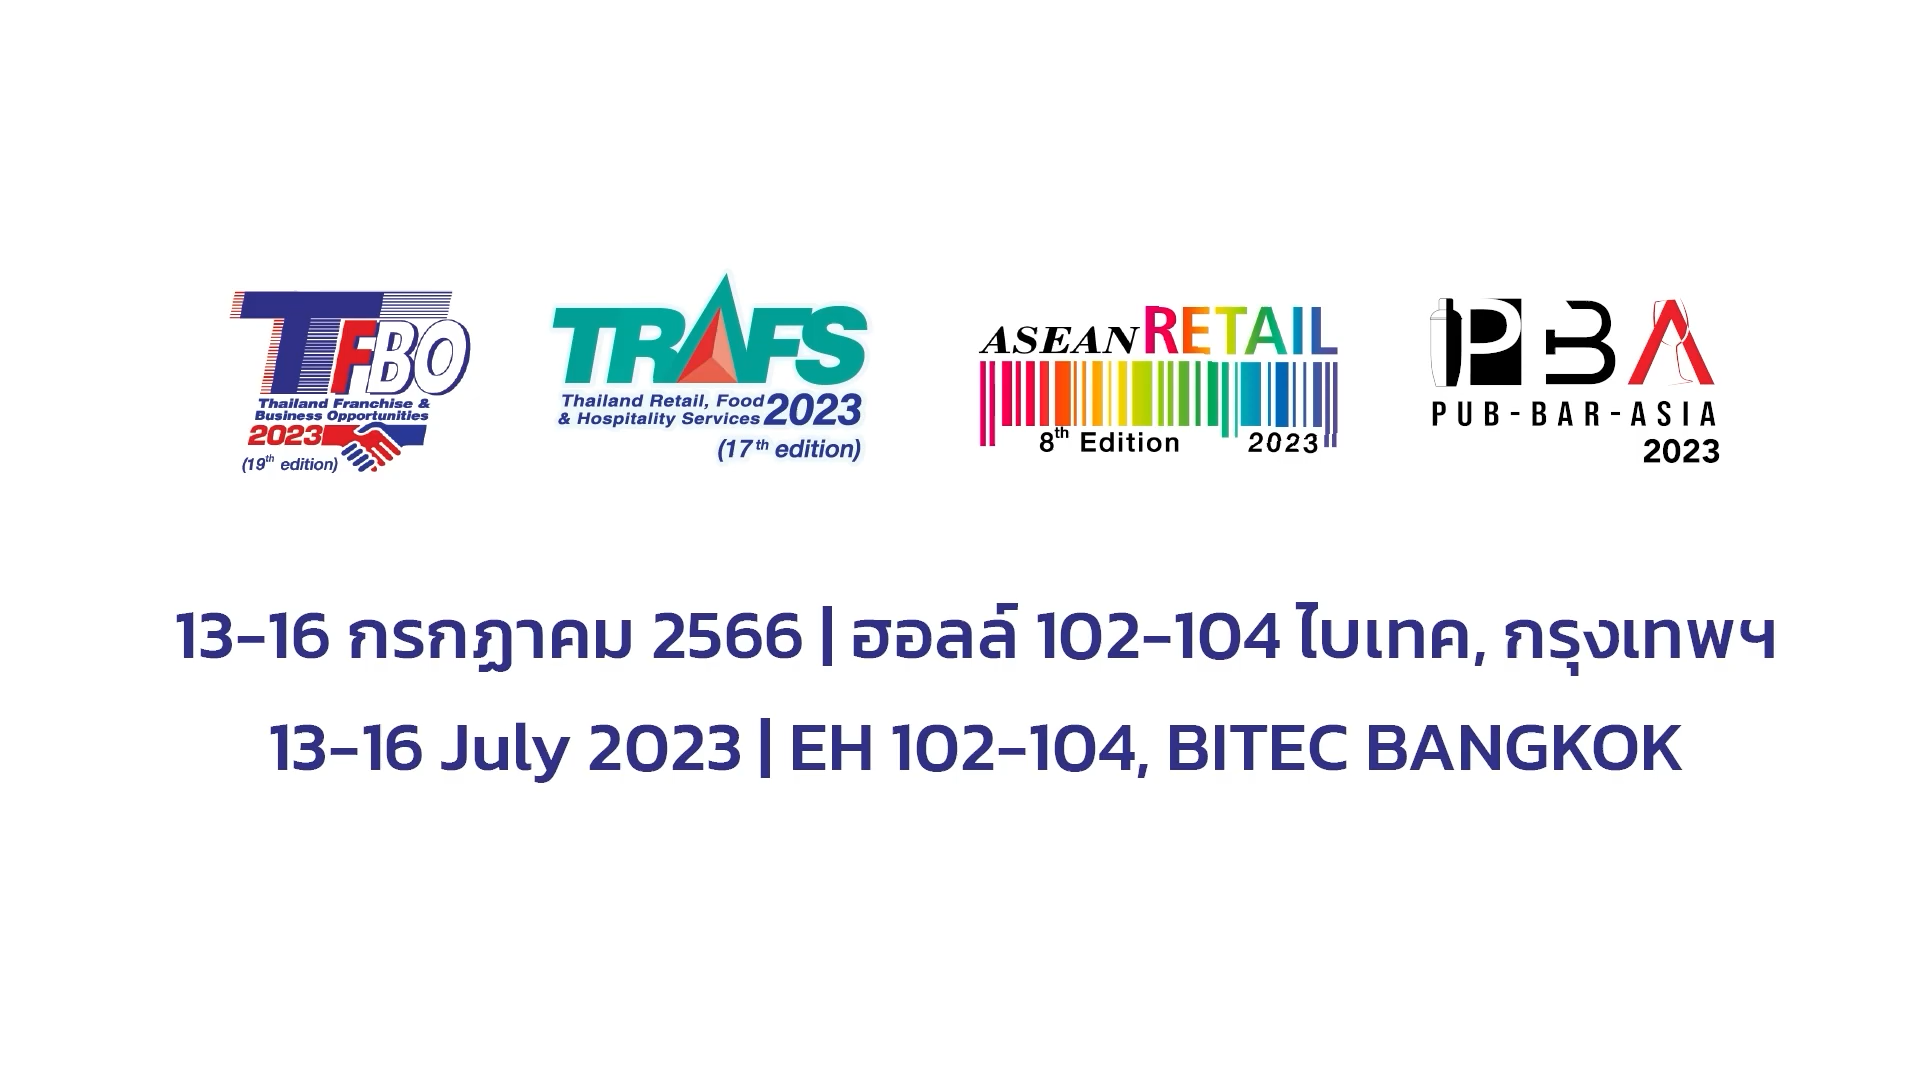 TFBO
Thailand Franchise &
Business Opportunities
2023
(19th edition)
TRAFS
Thailand Retail, Food
& Hospitality Services 2023
(17th edition)
ASEAN RETAIL
8th Edition 2023
PBA
PUB-BAR-ASIA
2023
13-16 กรกฎาคม 2566 | ฮอลล์ 102-104 ไบเทค, กรุงเทพฯ
13-16 July 2023 | EH 102-104, BITEC BANGKOK